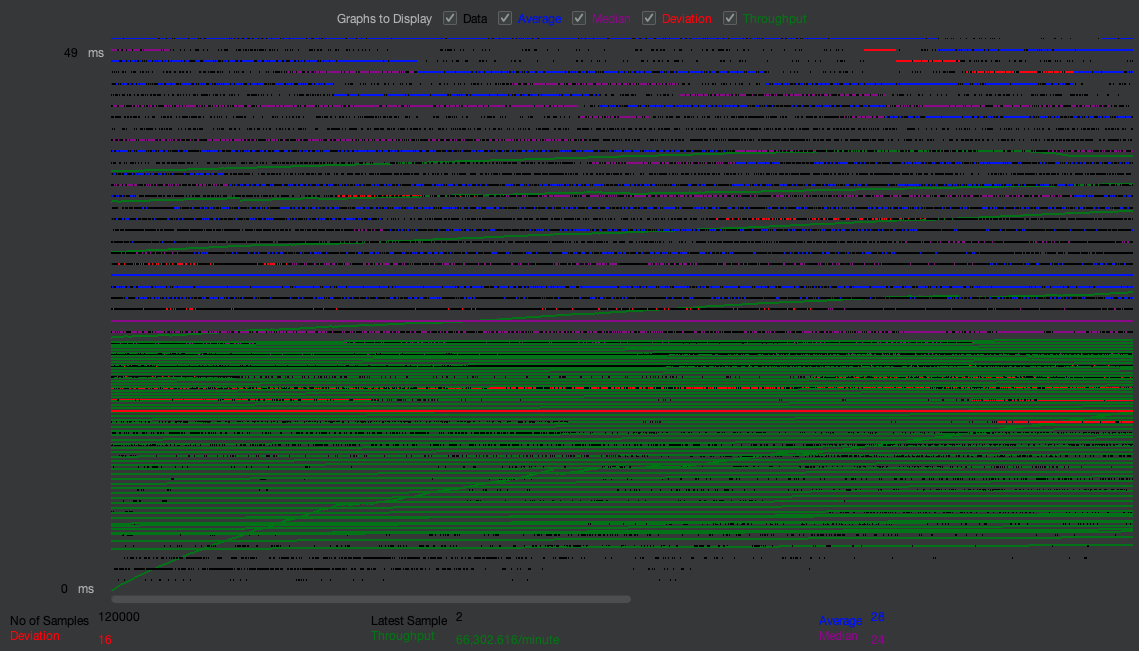 Graphs to Display Data Average Median Deviation Throughput
49 ms
0 ms
No of Samples 120000 Latest Sample 2 Average 28
Deviation 16 Throughput 66,302.616/minute Median 24